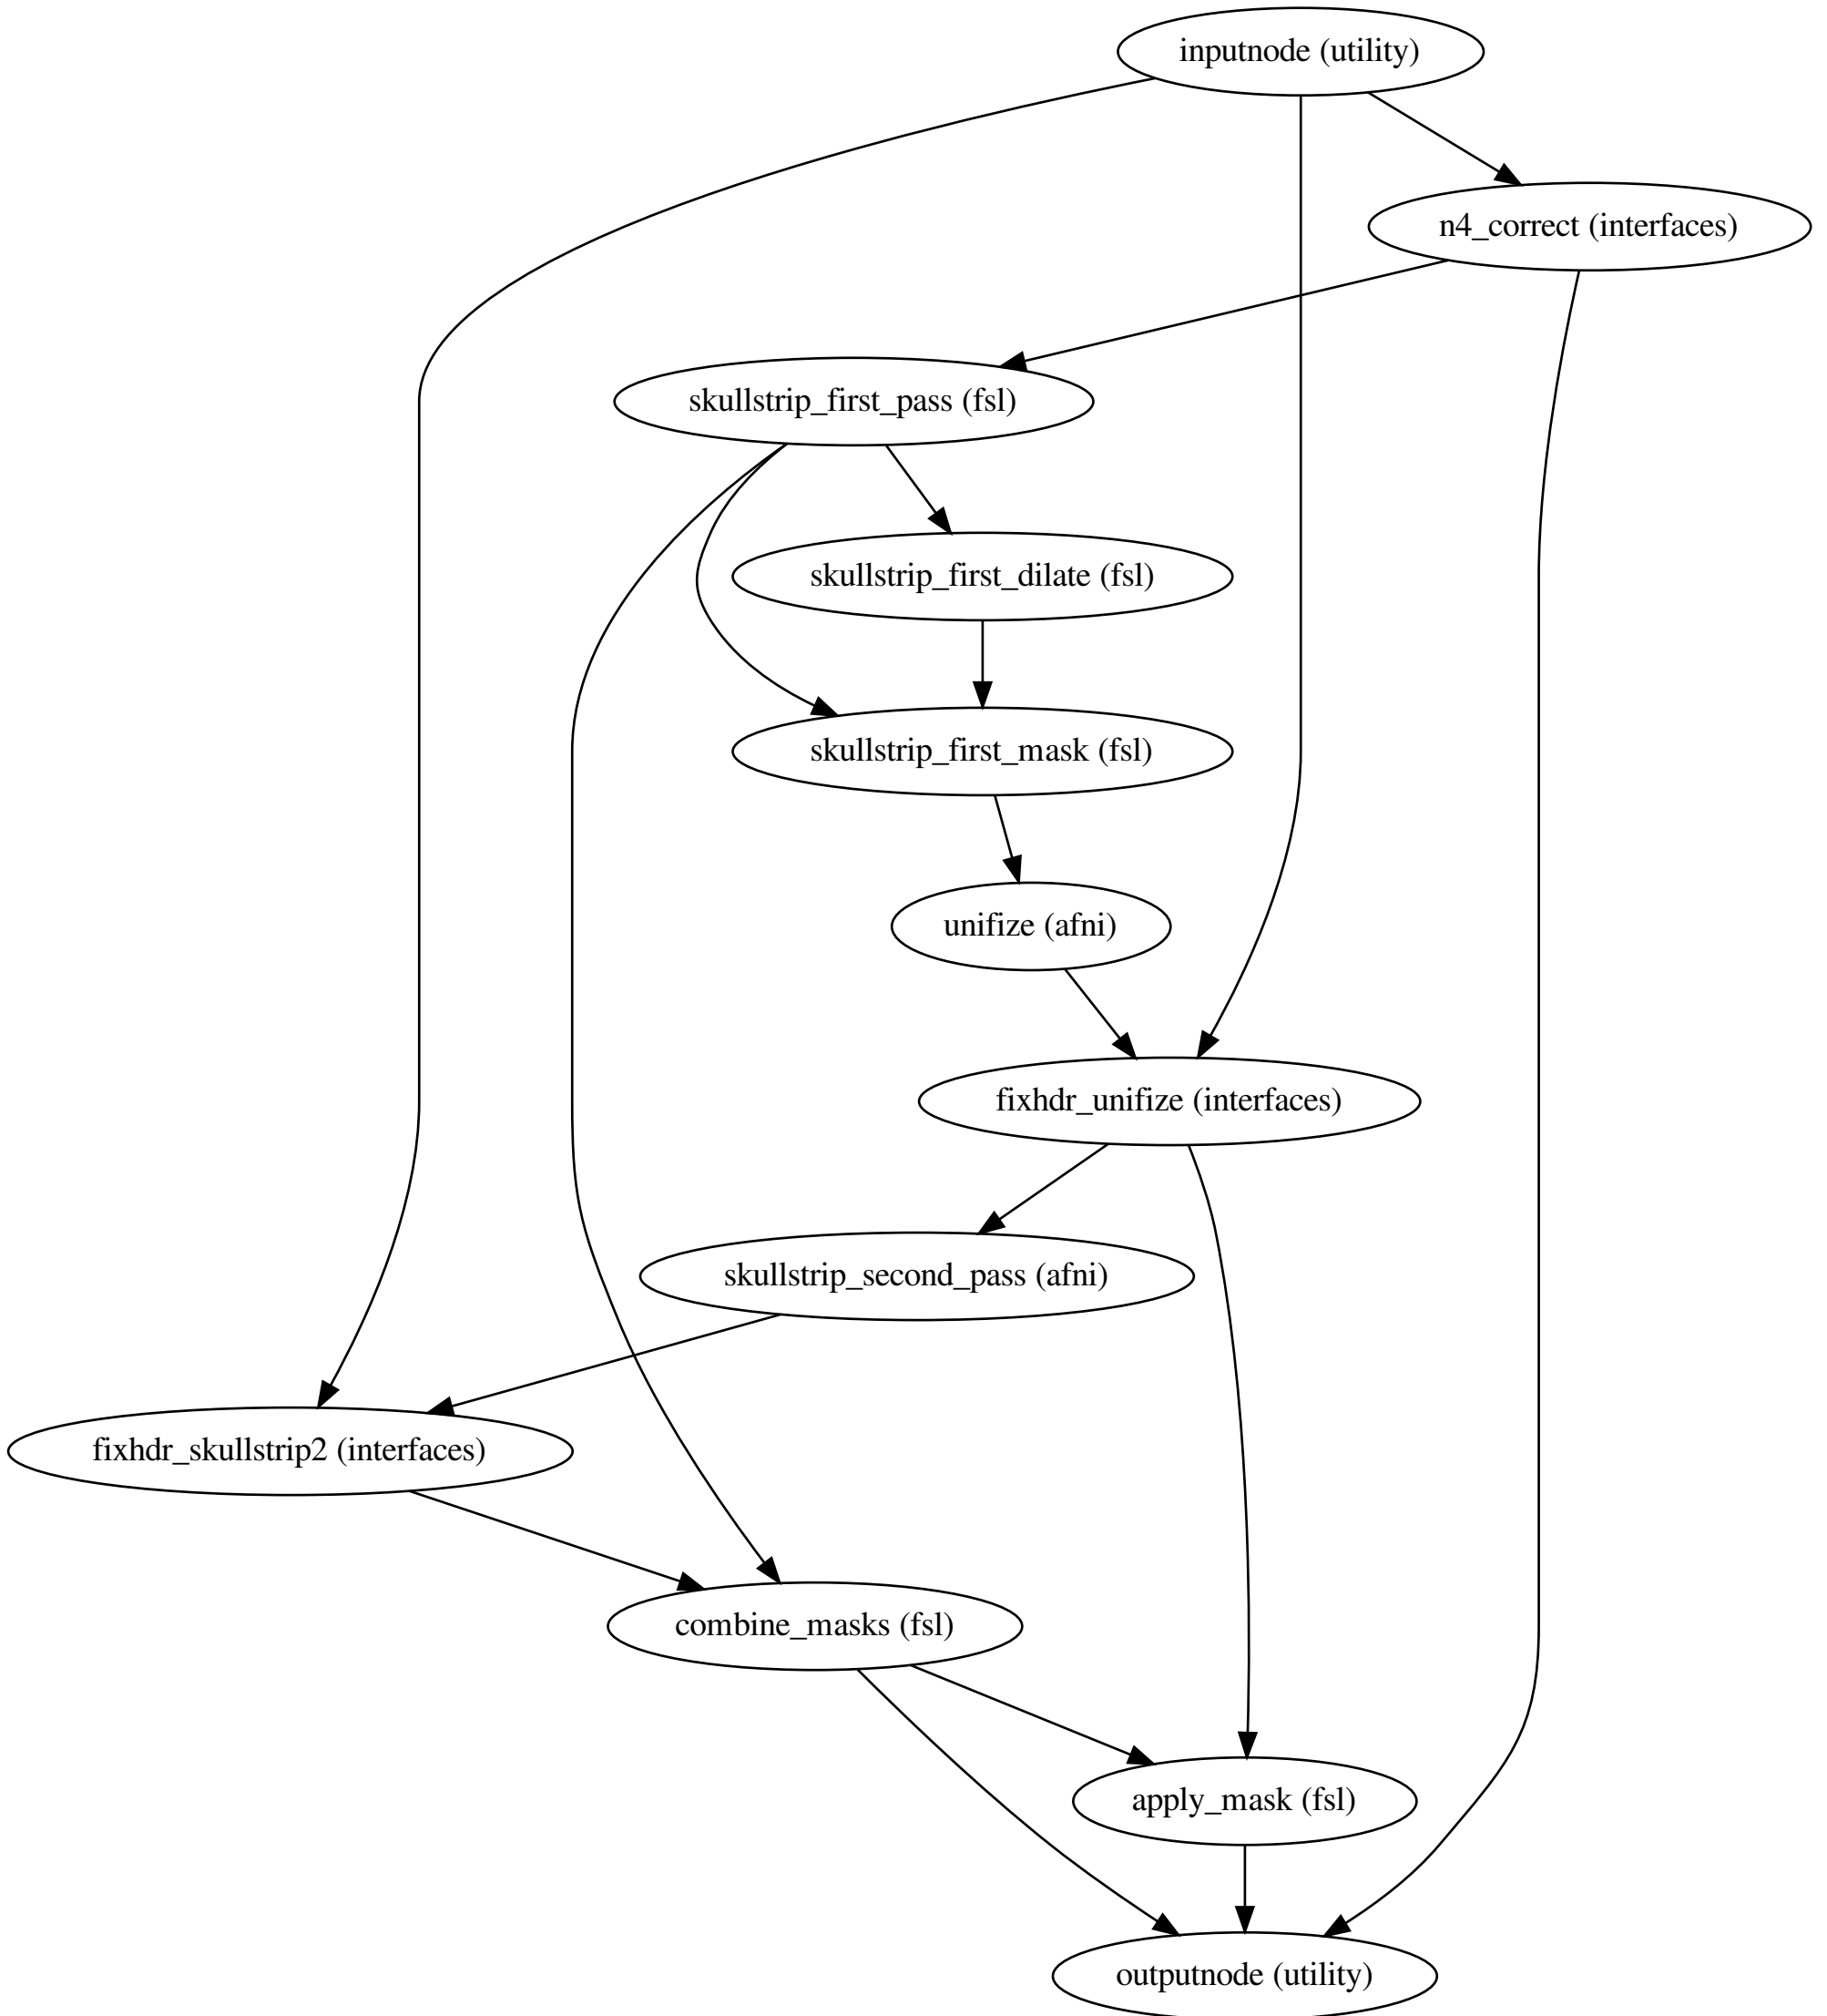 inputnode (utility)
n4_correct (interfaces)
skullstrip_first_pass (fsl)
skullstrip_first_dilate (fsl)
skullstrip_first_mask (fsl)
unifize (afni)
fixhdr_unifize (interfaces)
skullstrip_second_pass (afni)
fixhdr_skullstrip2 (interfaces)
combine_masks (fsl)
apply_mask (fsl)
outputnode (utility)